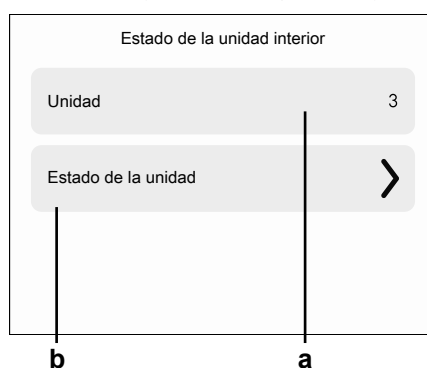 Estado de la unidad interior
Unidad 3
Estado de la unidad
b a